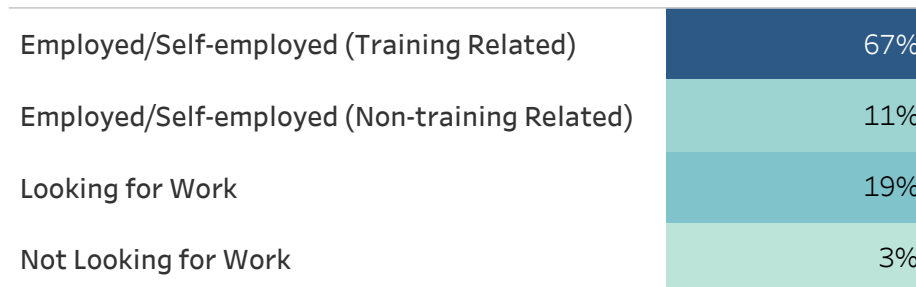 Employed/Self-employed (Training Related) 67%
Employed/Self-employed (Non-training Related) 11%
Looking for Work 19%
Not Looking for Work 3%